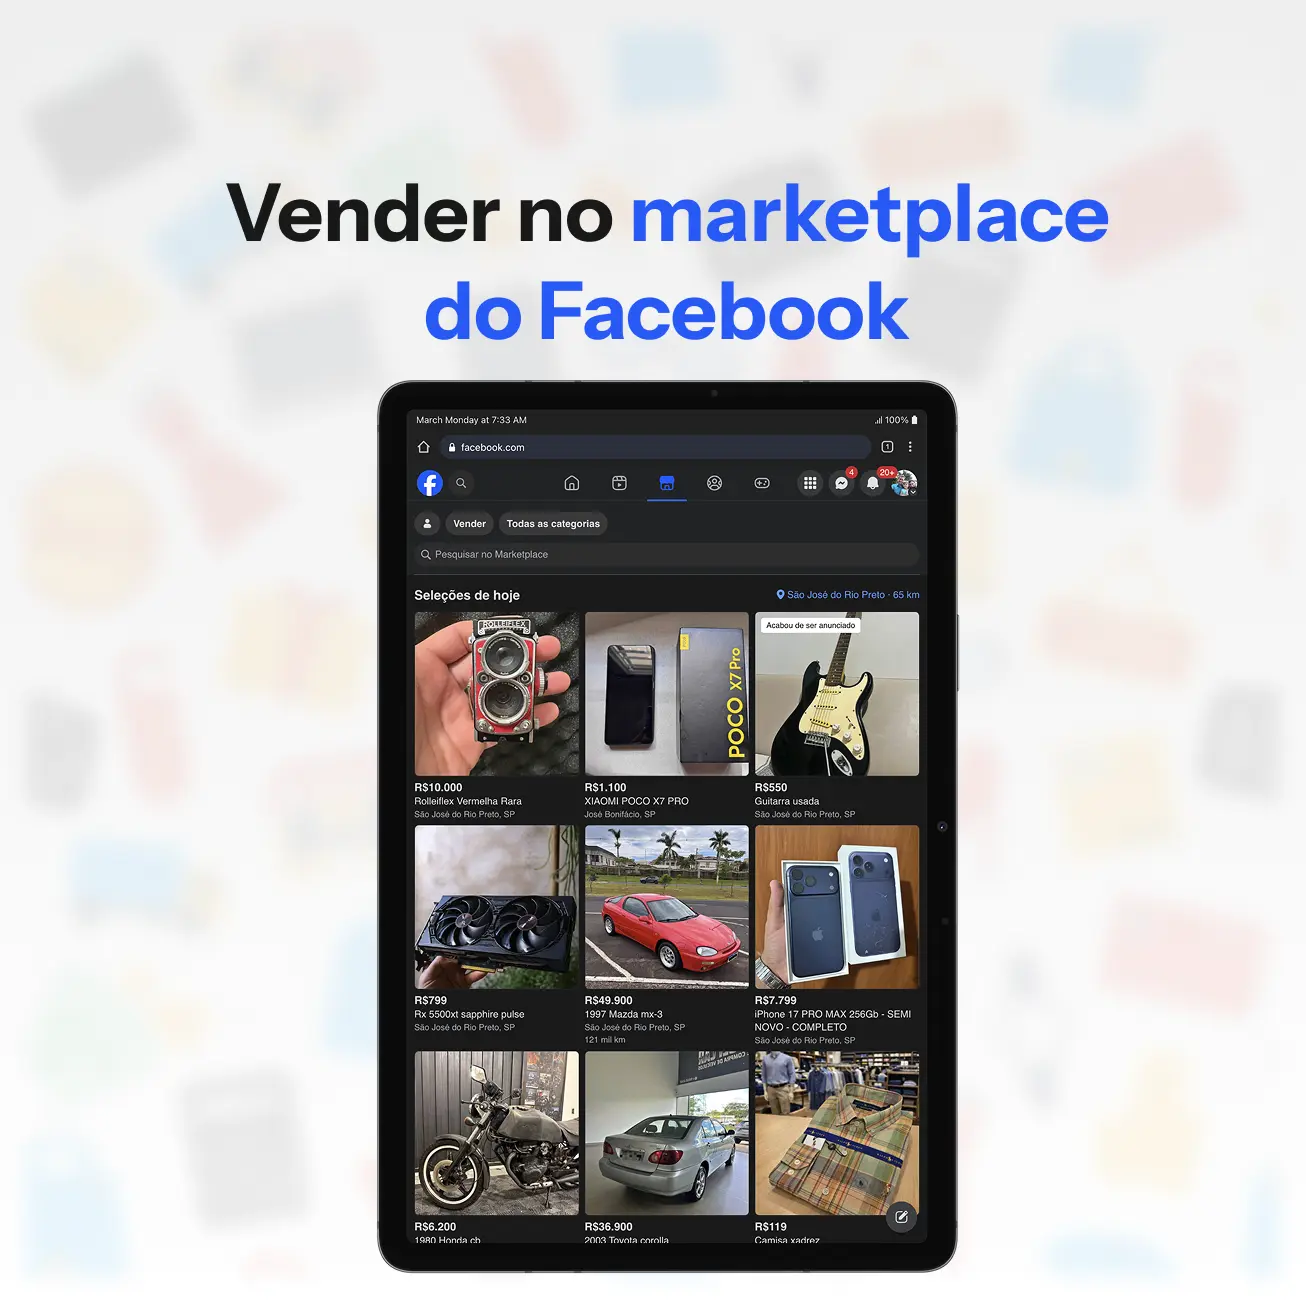 Vender no marketplace
do Facebook
March Monday at 7:33 AM
100%
facebook.com
1
4
20+
Vender
Todas as categorias
Pesquisar no Marketplace
Seleções de hoje
São José do Rio Preto · 65 km
ROLLEIFLEX
POCO X7 Pro
Acabou de ser anunciado
R$10.000
Rolleiflex Vermelha Rara
São José do Rio Preto, SP
R$1.100
XIAOMI POCO X7 PRO
José Bonifácio, SP
R$550
Guitarra usada
São José do Rio Preto, SP
R$799
Rx 5500xt sapphire pulse
São José do Rio Preto, SP
R$49.900
1997 Mazda mx-3
São José do Rio Preto, SP
121 mil km
R$7.799
iPhone 17 PRO MAX 256Gb - SEMI
NOVO - COMPLETO
São José do Rio Preto, SP
R$6.200
1980 Honda cb
R$36.900
2003 Toyota corolla
R$119
Camisa xadrez